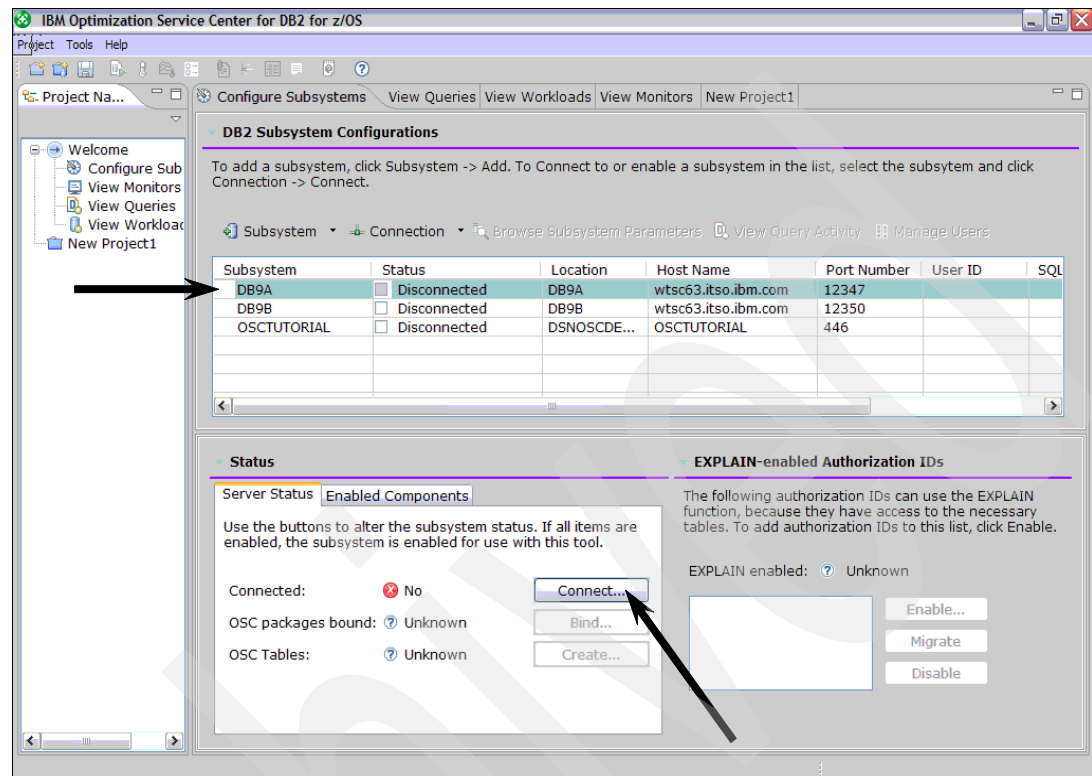 IBM Optimization Service Center for DB2 for z/OS
Project Tools Help
Project Na...
Configure Subsystems View Queries View Workloads View Monitors New Project1
Welcome
Configure Sub
View Monitors
View Queries
View Workload
New Project1
DB2 Subsystem Configurations
To add a subsystem, click Subsystem -> Add. To Connect to or enable a subsystem in the list, select the subsytem and click
Connection -> Connect.
Subsystem Connection Browse Subsystem Parameters View Query Activity Manage Users
Subsystem Status Location Host Name Port Number User ID SQL
DB9A Disconnected DB9A wtsc63.itso.ibm.com 12347
DB9B Disconnected DB9B wtsc63.itso.ibm.com 12350
OSCTUTORIAL Disconnected DSNOSCDE... OSCTUTORIAL 446
Status
Server Status Enabled Components
Use the buttons to alter the subsystem status. If all items are
enabled, the subsystem is enabled for use with this tool.
Connected: No Connect...
OSC packages bound: Unknown Bind...
OSC Tables: Unknown Create...
EXPLAIN-enabled Authorization IDs
The following authorization IDs can use the EXPLAIN
function, because they have access to the necessary
tables. To add authorization IDs to this list, click Enable.
EXPLAIN enabled: Unknown
Enable...
Migrate
Disable